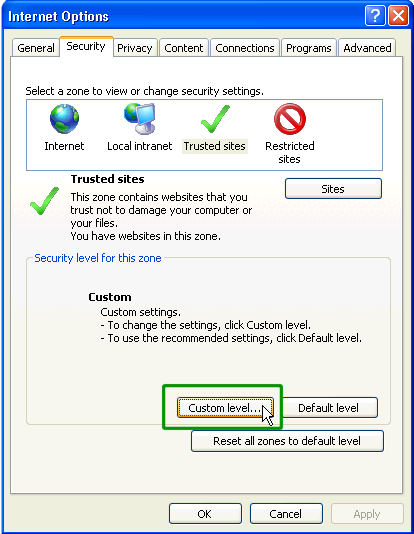 Internet Options
General Security Privacy Content Connections Programs Advanced
Select a zone to view or change security settings.
Internet Local intranet Trusted sites Restricted
sites
Trusted sites
Sites
This zone contains websites that you
trust not to damage your computer or
your files.
You have websites in this zone.
Security level for this zone
Custom
Custom settings.
- To change the settings, click Custom level.
- To use the recommended settings, click Default level.
Custom level... Default level
Reset all zones to default level
OK Cancel Apply